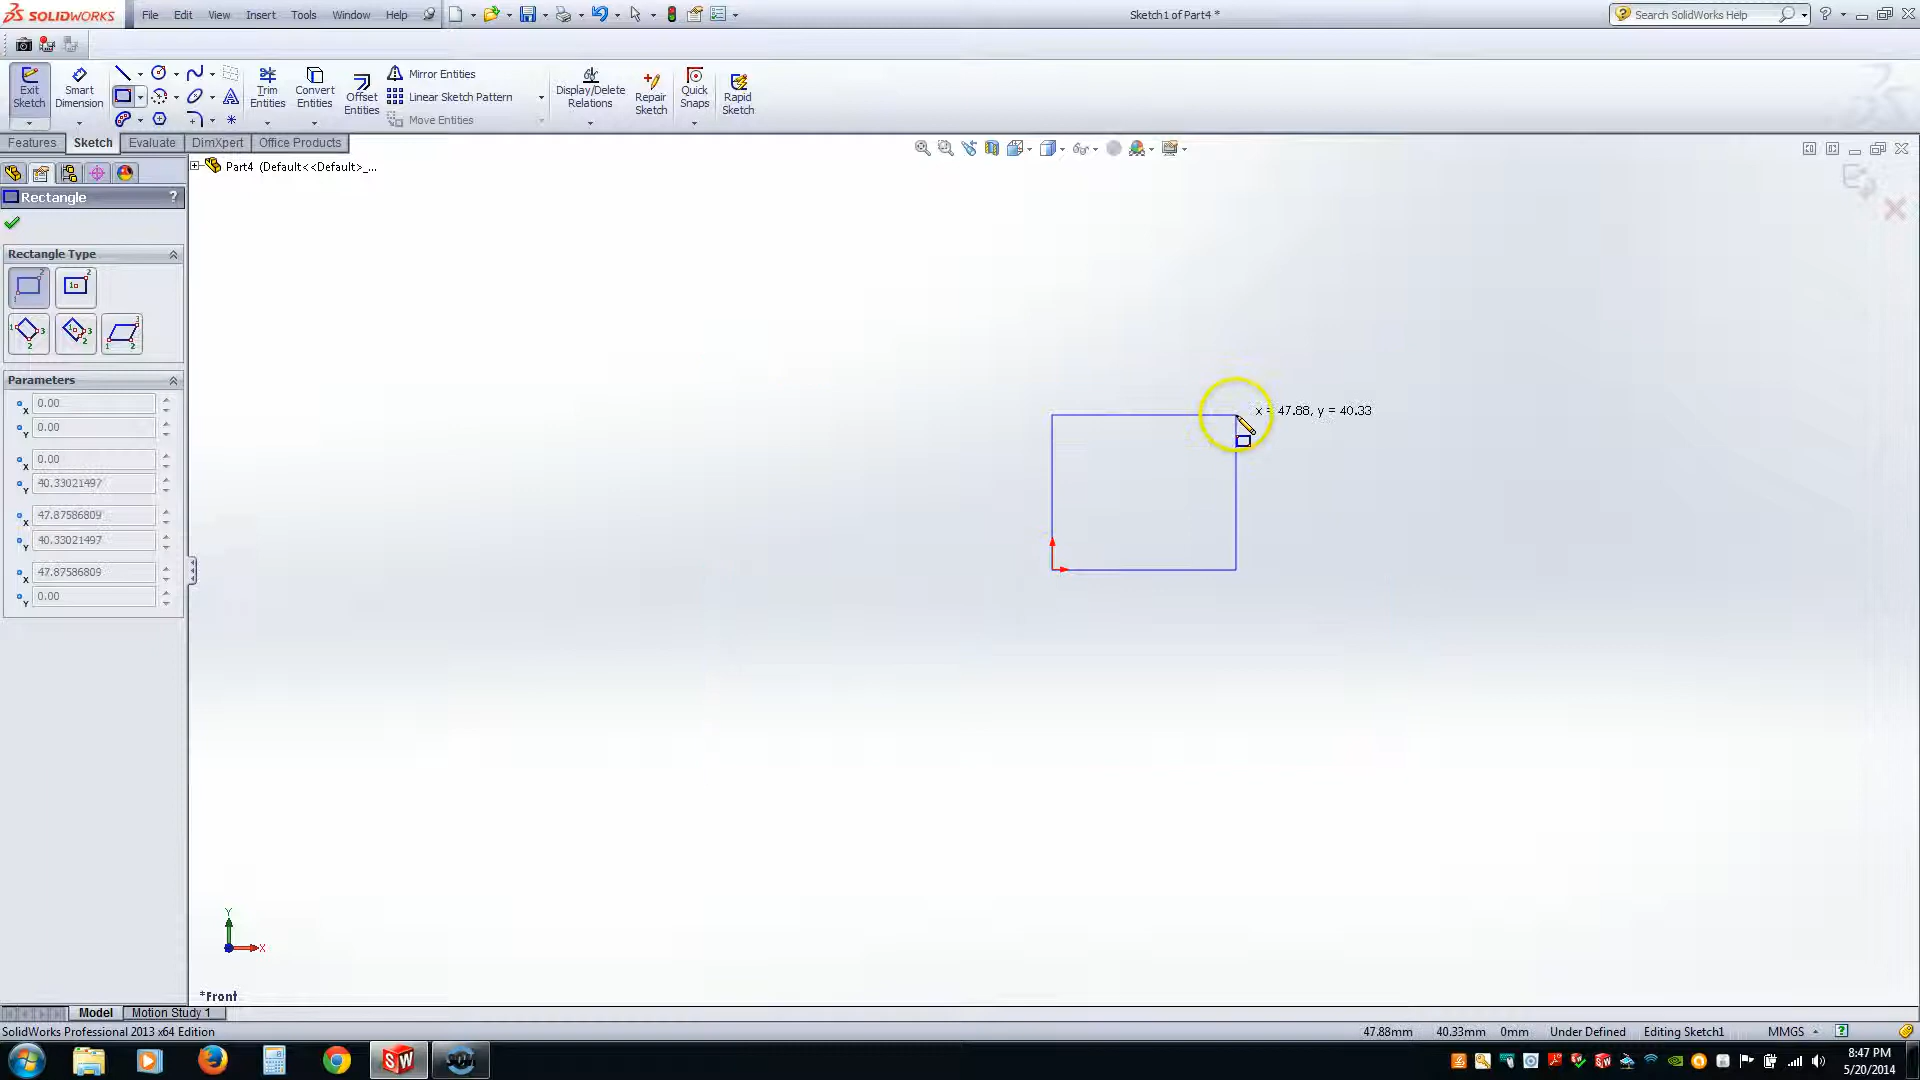 SOLIDWORKS File Edit View Insert Tools Window Help Sketch1 of Part4 * Search SolidWorks Help ?
Exit Sketch
Smart Dimension
Trim Entities
Convert Entities
Offset Entities
Mirror Entities
Linear Sketch Pattern
Move Entities
Display/Delete Relations
Repair Sketch
Quick Snaps
Rapid Sketch
Features Sketch Evaluate DimXpert Office Products
Part4 (Default<<Default>_...
Rectangle ?
Rectangle Type
Parameters
X 0.00
Y 0.00
X 0.00
Y 40.33021497
X 47.87586809
Y 40.33021497
X 47.87586809
Y 0.00
x = 47.88, y = 40.33
Y
X
*Front
Model Motion Study 1
SolidWorks Professional 2013 x64 Edition 47.88mm 40.33mm 0mm Under Defined Editing Sketch1 MMGS ?
SW
8:47 PM
5/20/2014